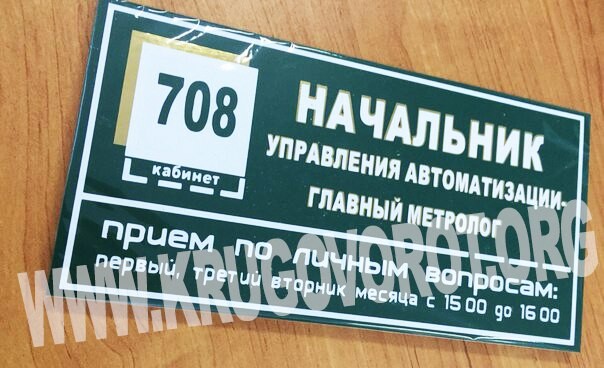 708
кабинет
НАЧАЛЬНИК
УПРАВЛЕНИЯ АВТОМАТИЗАЦИИ-
ГЛАВНЫЙ МЕТРОЛОГ
прием по личным вопросам:
первый, третий вторник месяца с 15 00 до 16 00
WWW.KRUGOVOROT.ORG